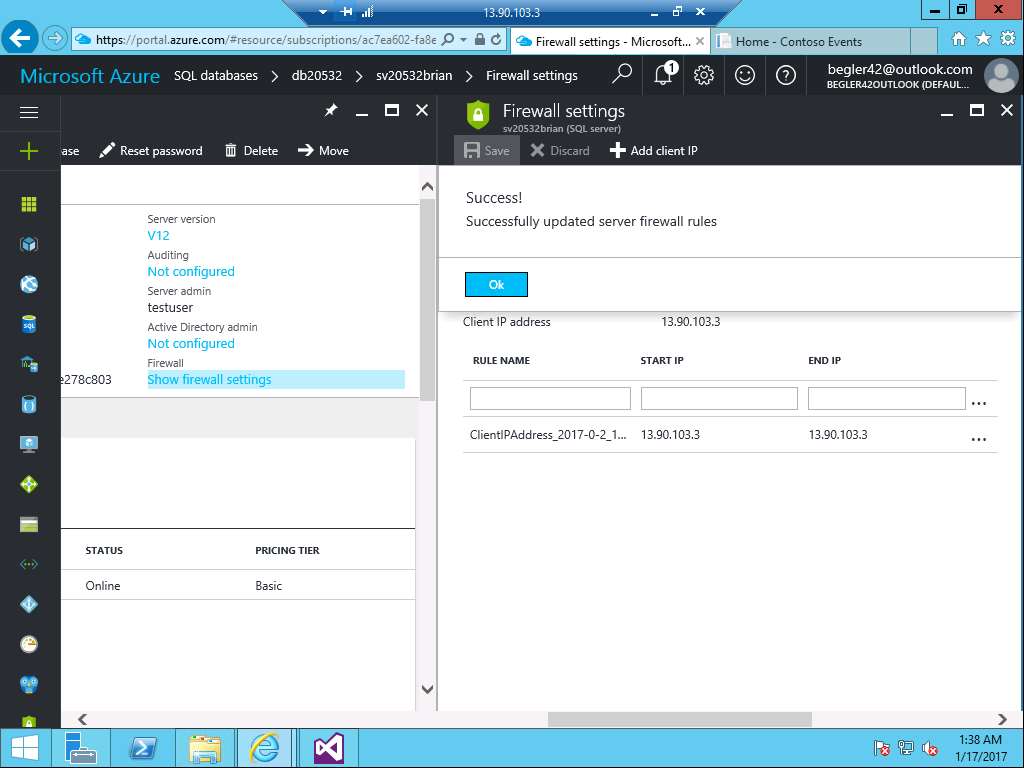 13.90.103.3
https://portal.azure.com/#resource/subscriptions/ac7ea602-fa8e
Firewall settings - Microsoft...
Home - Contoso Events
Microsoft Azure
SQL databases > db20532 > sv20532brian > Firewall settings
1
begler42@outlook.com
BEGLER42OUTLOOK (DEFAUL...
ase
Reset password
Delete
Move
Server version
V12
Auditing
Not configured
Server admin
testuser
Active Directory admin
Not configured
Firewall
e278c803
Show firewall settings
STATUS PRICING TIER
Online Basic
Firewall settings
sv20532brian (SQL server)
Save
Discard
Add client IP
Success!
Successfully updated server firewall rules
Ok
Client IP address 13.90.103.3
RULE NAME START IP END IP
...
ClientIPAddress_2017-0-2_1... 13.90.103.3 13.90.103.3 ...
SQL
1:38 AM
1/17/2017